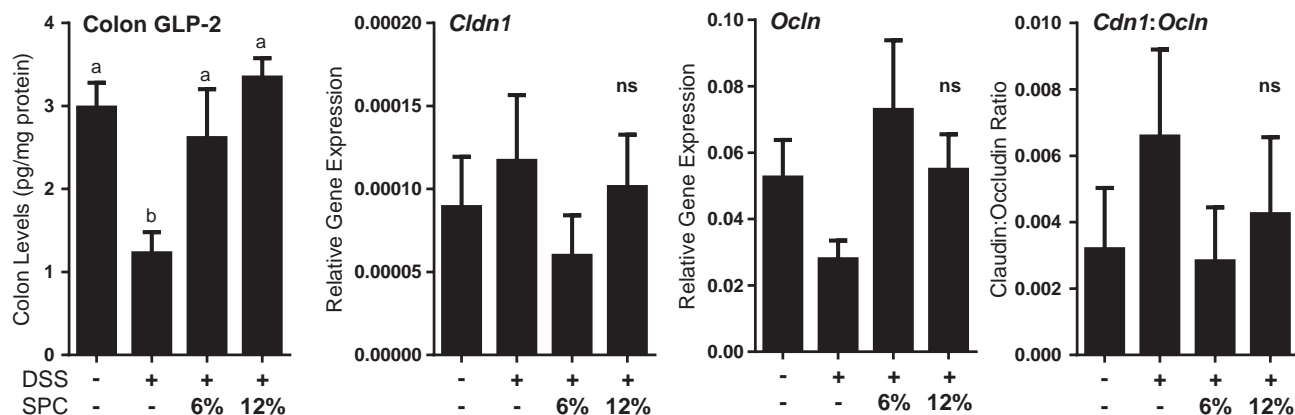 Colon GLP-2
Colon Levels (pg/mg protein)
4
3
2
1
0
a
b
a
a
DSS - + + +
SPC - - 6% 12%
Cldn1
Relative Gene Expression
0.00020
0.00015
0.00010
0.00005
0.00000
ns
- + + +
- - 6% 12%
Ocln
Relative Gene Expression
0.10
0.08
0.06
0.04
0.02
0.00
ns
- + + +
- - 6% 12%
Cdn1:Ocln
Claudin:Occludin Ratio
0.010
0.008
0.006
0.004
0.002
0.000
ns
- + + +
- - 6% 12%